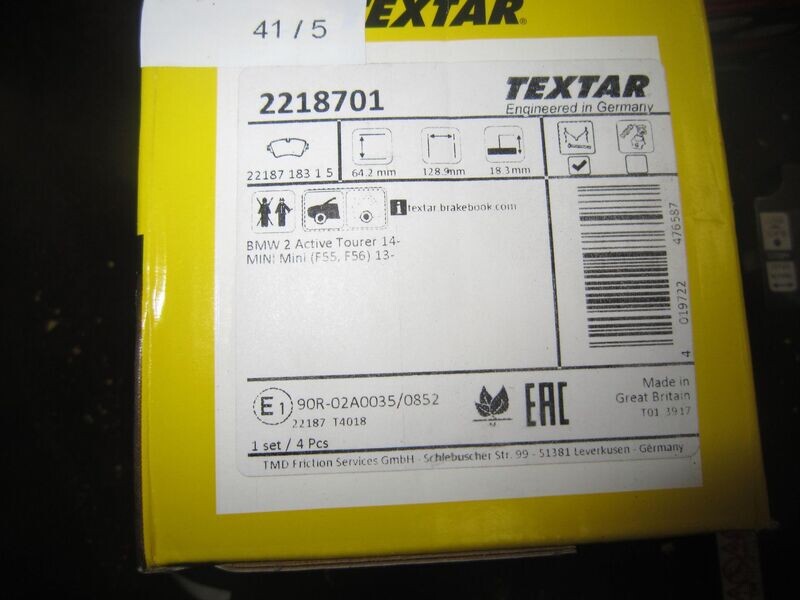 41 / 5
TEXTAR®
2218701
TEXTAR
Engineered in Germany
22187 183 1 5
64.2 mm
128.9mm
18.3 mm
i textar.brakebook.com
BMW 2 Active Tourer 14-
MINI Mini (F55, F56) 13-
4 019722 476587
E1 90R-02A0035/0852
22187 T4018
EAC
Made in
Great Britain
T01 3917
1 set / 4 Pcs
TMD Friction Services GmbH - Schlebuscher Str. 99 - 51381 Leverkusen - Germany